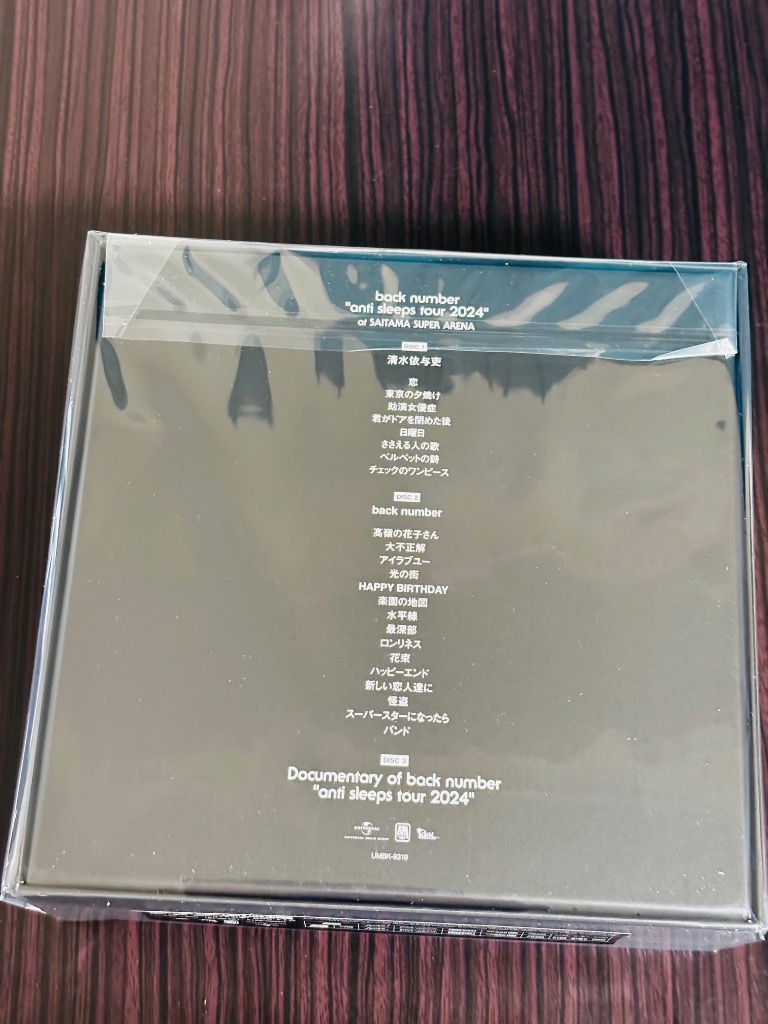 back number
"anti sleeps tour 2024"
at SAITAMA SUPER ARENA
DISC 1
清水依与吏
恋
東京の夕焼け
助演女優症
君がドアを閉めた後
日曜日
ささえる人の歌
ベルベットの詩
チェックのワンピース
DISC 2
back number
高嶺の花子さん
大不正解
アイラブユー
光の街
HAPPY BIRTHDAY
楽園の地図
水平線
最深部
ロンリネス
花束
ハッピーエンド
新しい恋人達に
怪盗
スーパースターになったら
バンド
DISC 3
Documentary of back number
"anti sleeps tour 2024"
UNIVERSAL
UNIVERSAL MUSIC GROUP
UMBK-9319